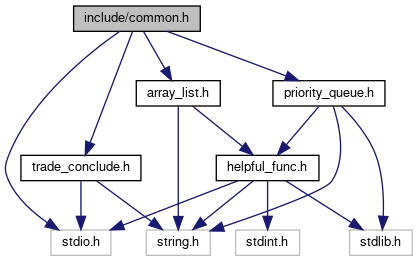 include/common.h
array_list.h
priority_queue.h
trade_conclude.h
helpful_func.h
stdio.h
string.h
stdint.h
stdlib.h